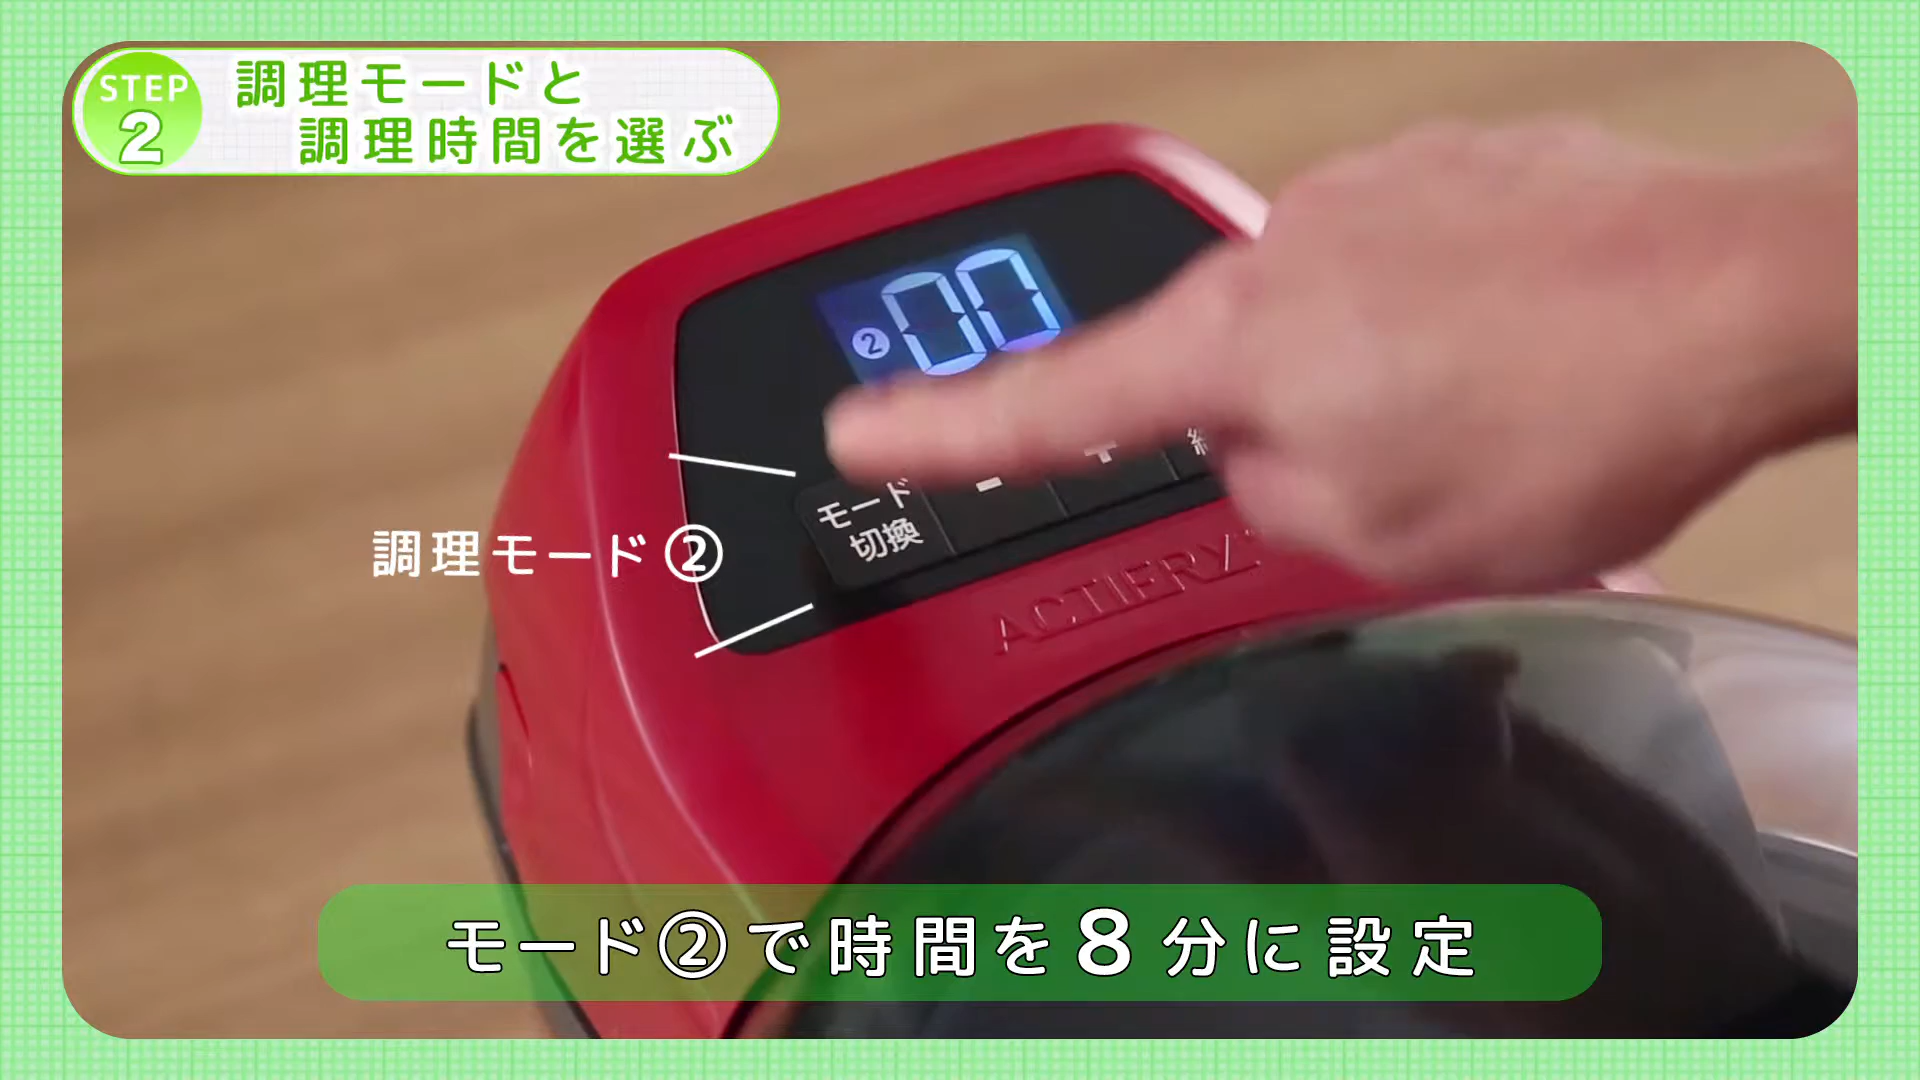 STEP
2
調理モードと
調理時間を選ぶ
②00
+
-
モード
切換
調理モード②
ACTIFRY
モード②で時間を8分に設定